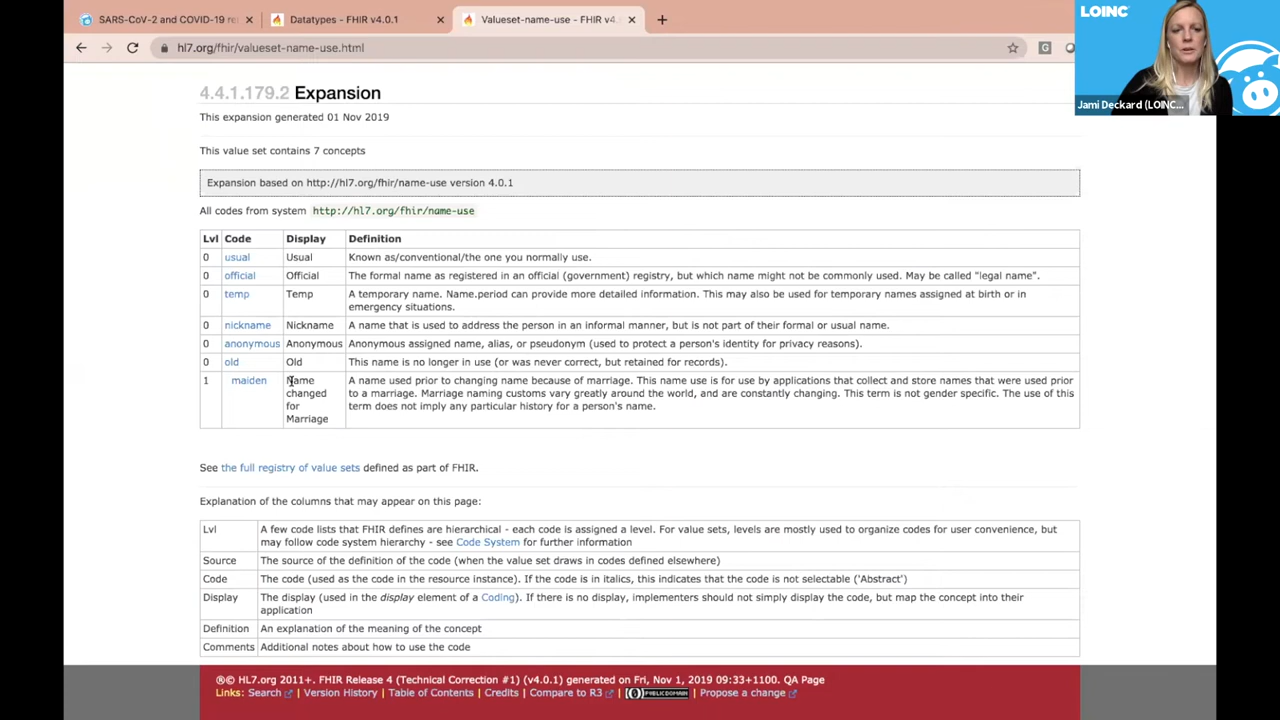 SARS-CoV-2 and COVID-19 re
Datatypes - FHIR v4.0.1
Valueset-name-use - FHIR v4.
hl7.org/fhir/valueset-name-use.html
LOINC
Jami Deckard (LOINC...
4.4.1.179.2 Expansion
This expansion generated 01 Nov 2019
This value set contains 7 concepts
Expansion based on http://hl7.org/fhir/name-use version 4.0.1
All codes from system http://hl7.org/fhir/name-use
Lvl Code Display Definition
0 usual Usual Known as/conventional/the one you normally use.
0 official Official The formal name as registered in an official (government) registry, but which name might not be commonly used. May be called "legal name".
0 temp Temp A temporary name. Name.period can provide more detailed information. This may also be used for temporary names assigned at birth or in
emergency situations.
0 nickname Nickname A name that is used to address the person in an informal manner, but is not part of their formal or usual name.
0 anonymous Anonymous Anonymous assigned name, alias, or pseudonym (used to protect a person's identity for privacy reasons).
0 old Old This name is no longer in use (or was never correct, but retained for records).
1 maiden Name A name used prior to changing name because of marriage. This name use is for use by applications that collect and store names that were used prior
changed to a marriage. Marriage naming customs vary greatly around the world, and are constantly changing. This term is not gender specific. The use of this
for term does not imply any particular history for a person's name.
Marriage
See the full registry of value sets defined as part of FHIR.
Explanation of the columns that may appear on this page:
Lvl A few code lists that FHIR defines are hierarchical - each code is assigned a level. For value sets, levels are mostly used to organize codes for user convenience, but
may follow code system hierarchy - see Code System for further information
Source The source of the definition of the code (when the value set draws in codes defined elsewhere)
Code The code (used as the code in the resource instance). If the code is in italics, this indicates that the code is not selectable ('Abstract')
Display The display (used in the display element of a Coding). If there is no display, implementers should not simply display the code, but map the concept into their
application
Definition An explanation of the meaning of the concept
Comments Additional notes about how to use the code
®© HL7.org 2011+. FHIR Release 4 (Technical Correction #1) (v4.0.1) generated on Fri, Nov 1, 2019 09:33+1100. QA Page
Links: Search | Version History | Table of Contents | Credits | Compare to R3 | PUBLIC DOMAIN | Propose a change